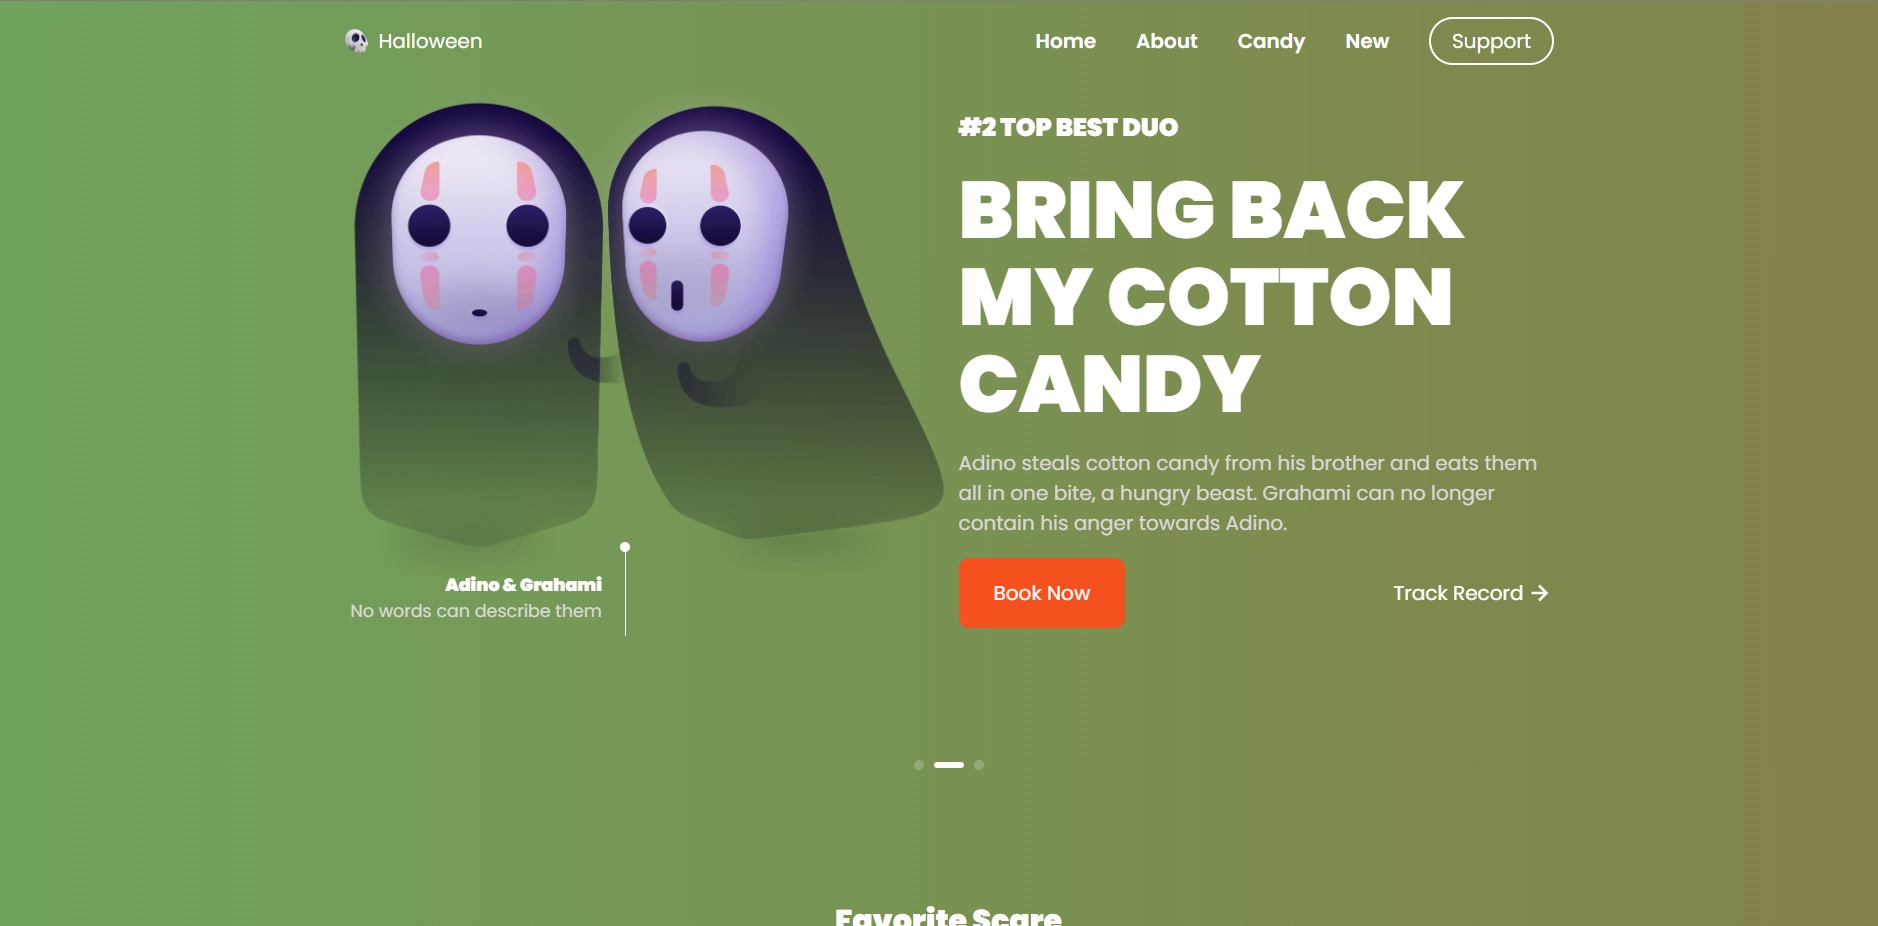 Halloween
Home
About
Candy
New
Support
#2 TOP BEST DUO
BRING BACK
MY COTTON
CANDY
Adino steals cotton candy from his brother and eats them
all in one bite, a hungry beast. Grahami can no longer
contain his anger towards Adino.
Book Now
Track Record
Adino & Grahami
No words can describe them
Favorite Scare